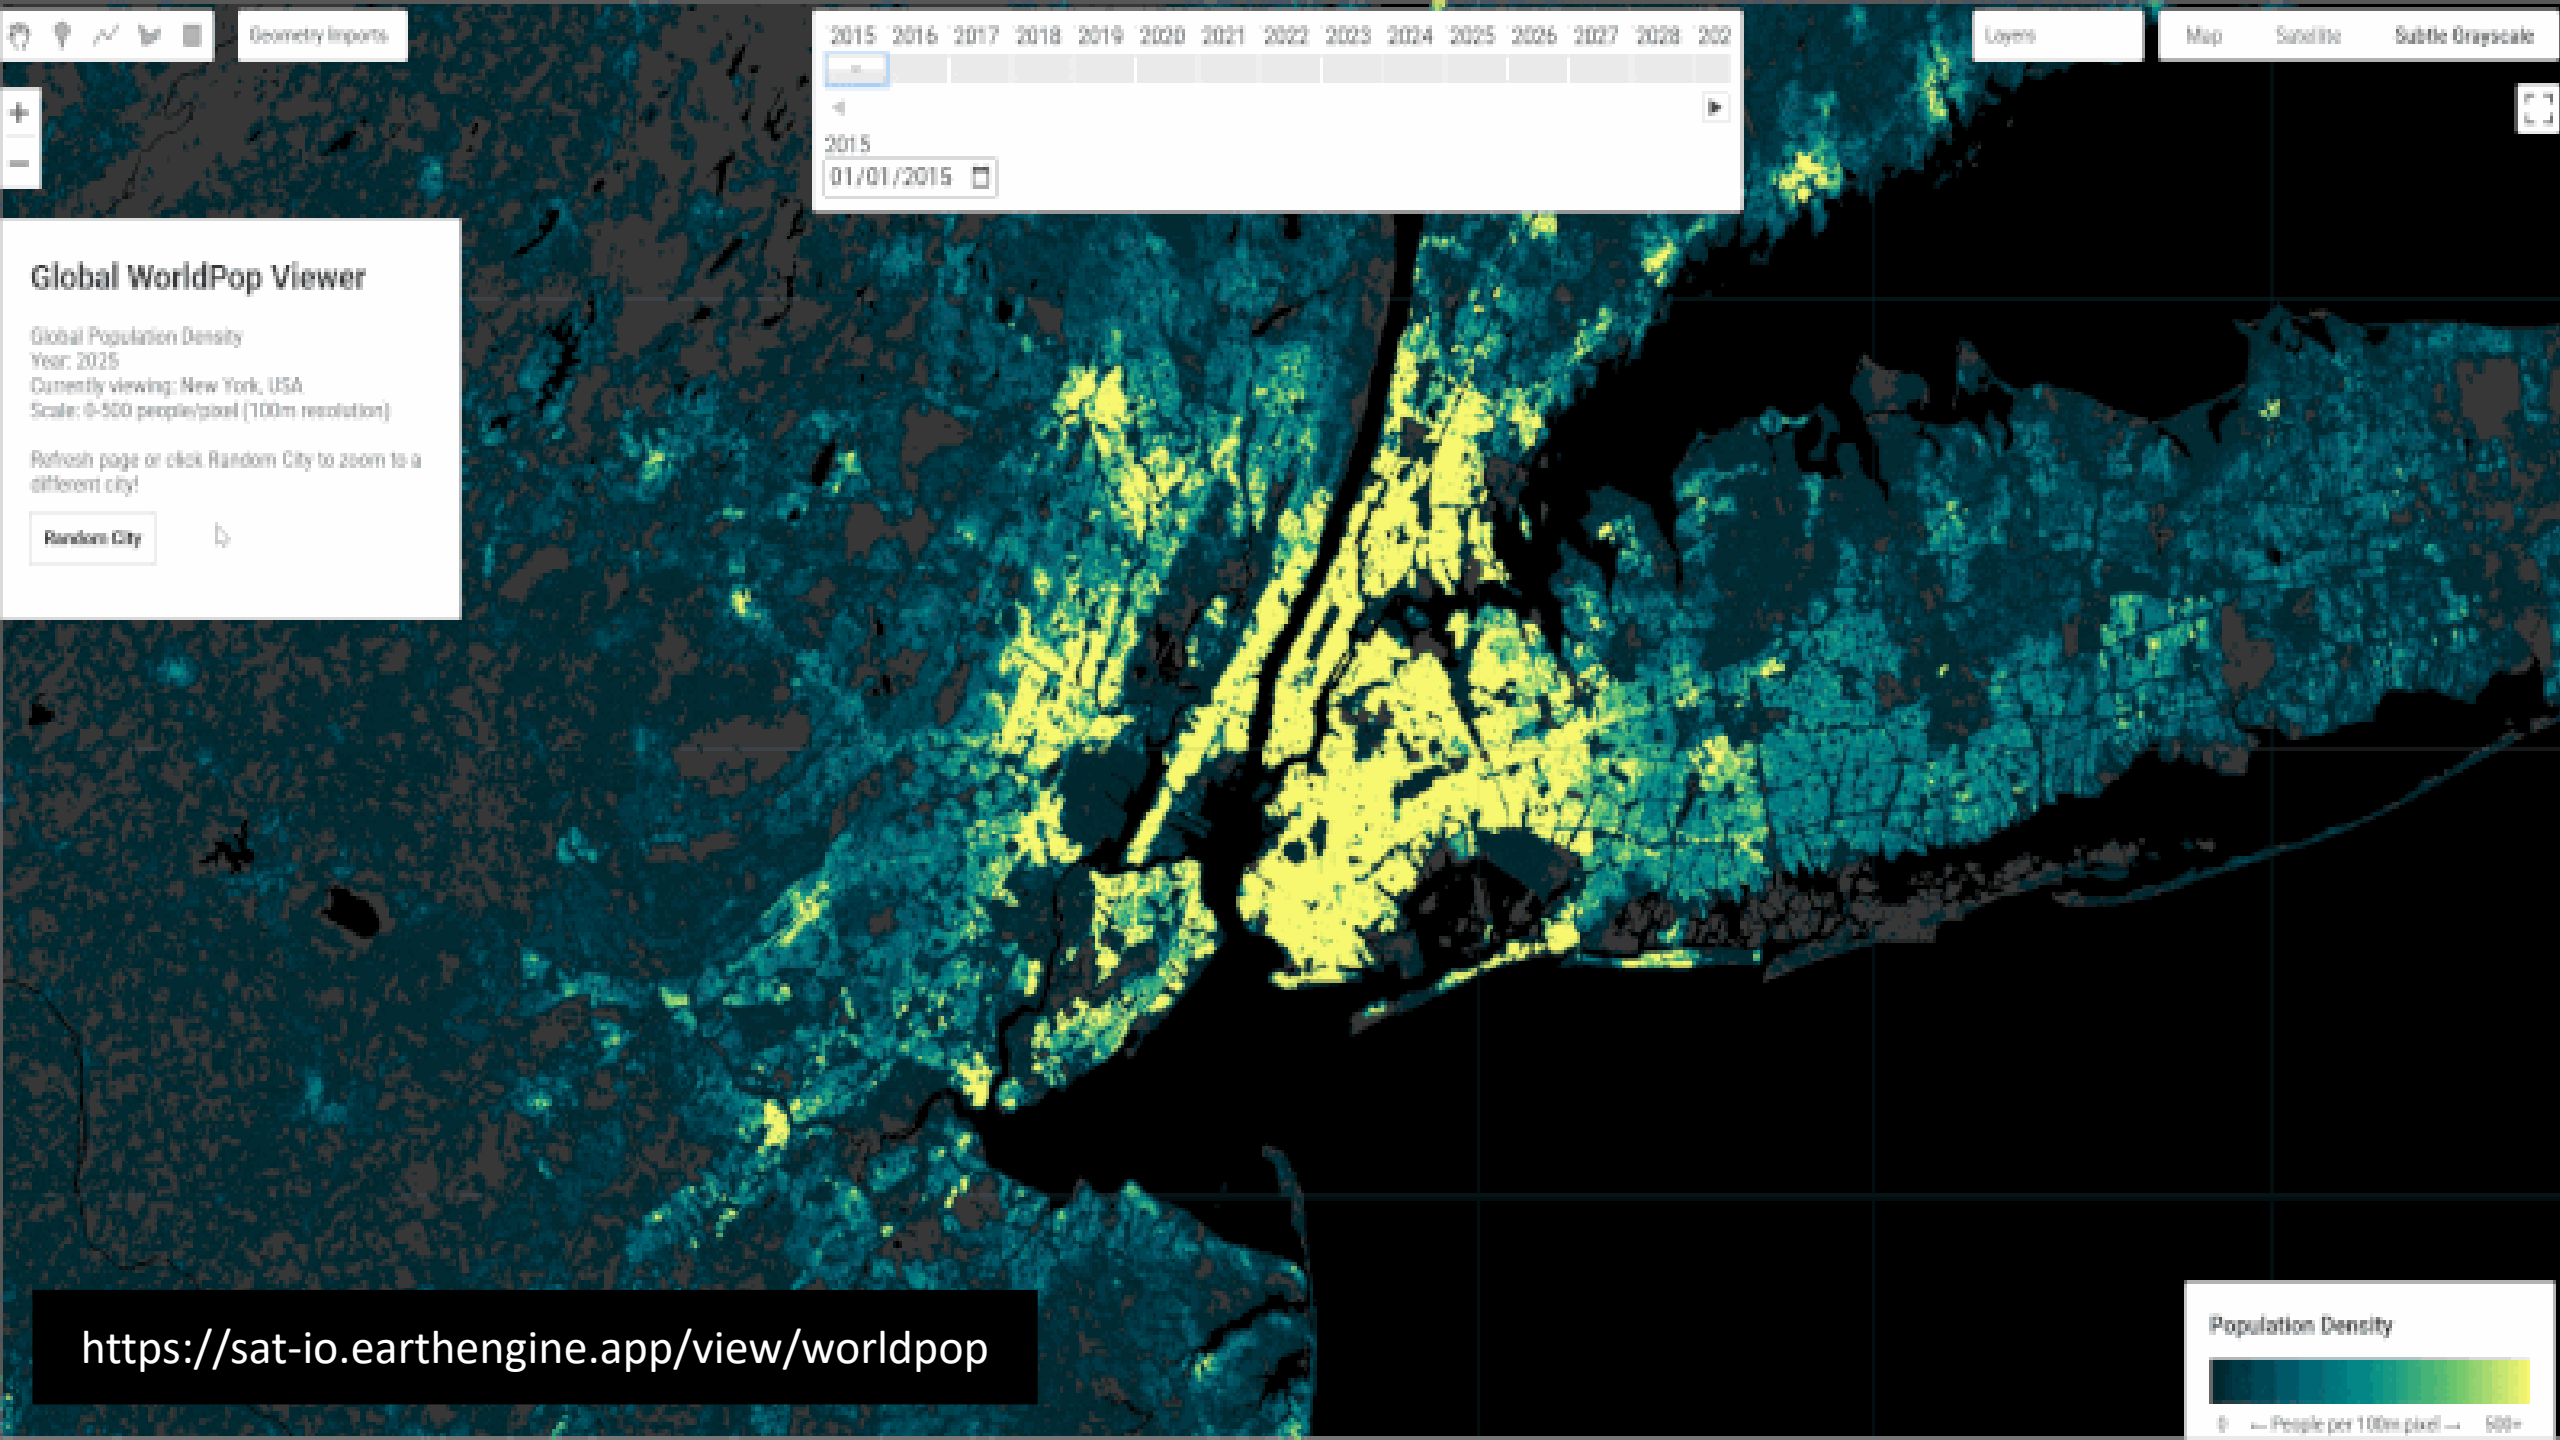 Geometry Imports
2015 2016 2017 2018 2019 2020 2021 2022 2023 2024 2025 2026 2027 2028 202
Layers
Map Satellite Subtle Grayscale
2015
01/01/2015
Global WorldPop Viewer
Global Population Density
Year: 2025
Currently viewing: New York, USA
Scale: 0-500 people/pixel (100m resolution)
Refresh page or click Random City to zoom to a
different city!
Random City
https://sat-io.earthengine.app/view/worldpop
Population Density
0 ← People per 100m pixel → 500+